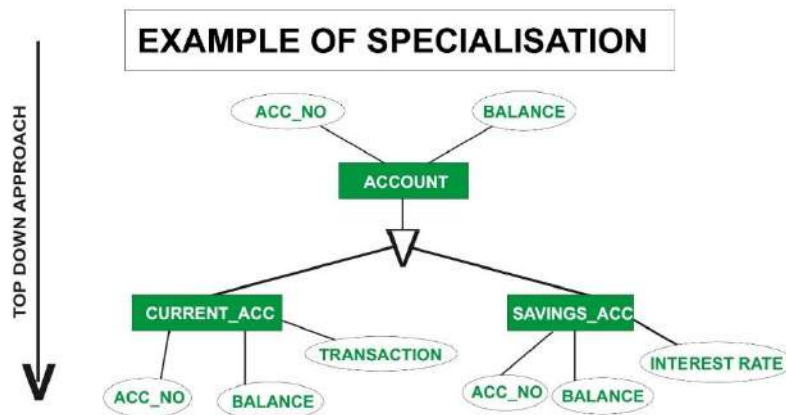 EXAMPLE OF SPECIALISATION
TOP DOWN APPROACH
ACC_NO
BALANCE
ACCOUNT
CURRENT_ACC
SAVINGS_ACC
TRANSACTION
INTEREST RATE
ACC_NO
BALANCE
ACC_NO
BALANCE